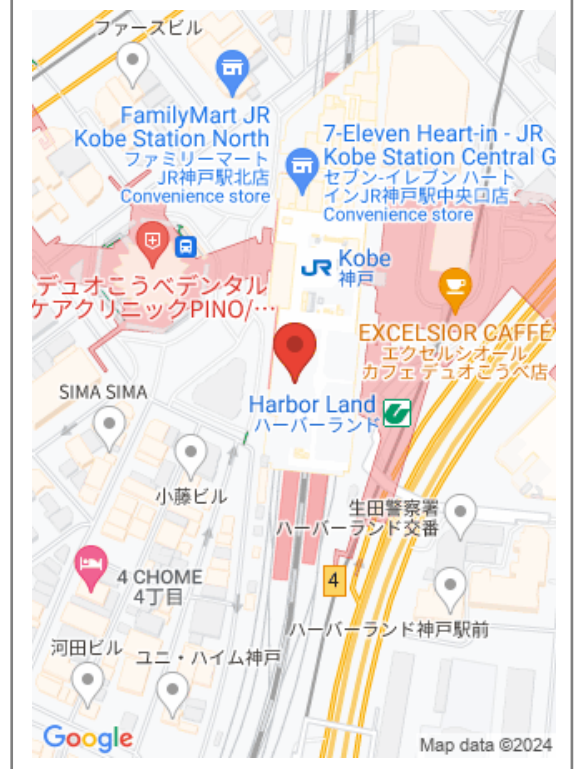 ファースビル
FamilyMart JR
Kobe Station North
ファミリーマート
JR神戸駅北店
Convenience store
7-Eleven Heart-in - JR
Kobe Station Central G
セブン-イレブン ハート
インJR神戸駅中央口店
Convenience store
JR Kobe
神戸
デュオこうべデンタル
ケアクリニックPINO/…
EXCELSIOR CAFFÉ
エクセルシオール
カフェ デュオこうべ店
SIMA SIMA
Harbor Land
ハーバーランド
小藤ビル
生田警察署
ハーバーランド交番
4 CHOME
4丁目
4
ハーバーランド神戸駅前
河田ビル
ユニ・ハイム神戸
Google
Map data ©2024